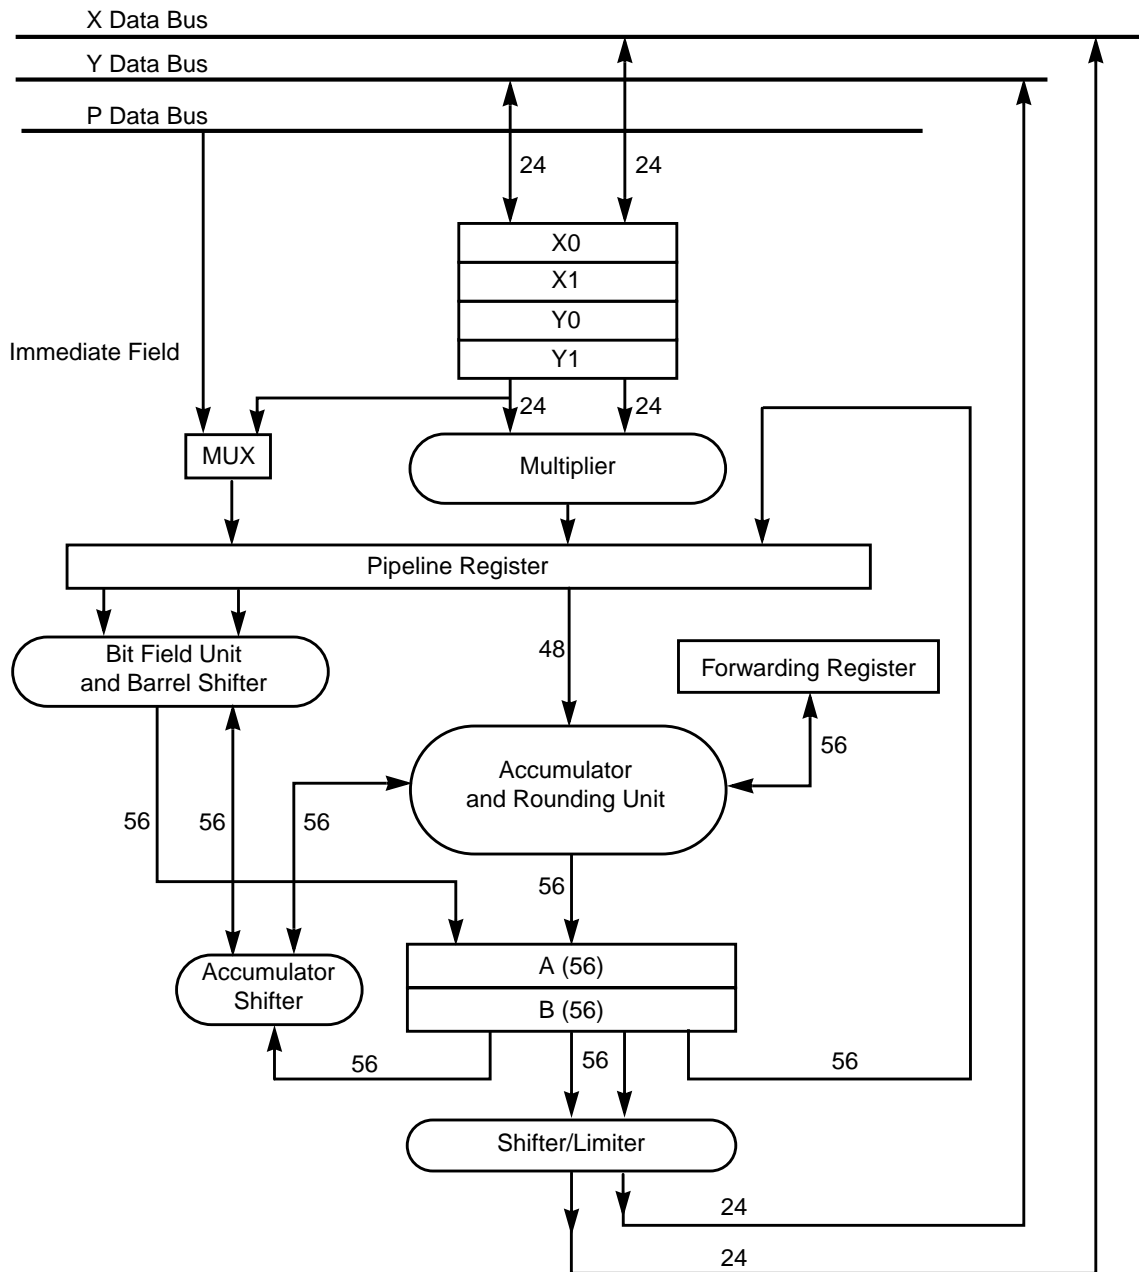 X Data Bus
Y Data Bus
P Data Bus
24
24
X0
X1
Y0
Y1
Immediate Field
24
24
MUX
Multiplier
Pipeline Register
Bit Field Unit
and Barrel Shifter
48
Forwarding Register
56
Accumulator
and Rounding Unit
56
56
56
56
A (56)
B (56)
Accumulator
Shifter
56
56
56
Shifter/Limiter
24
24